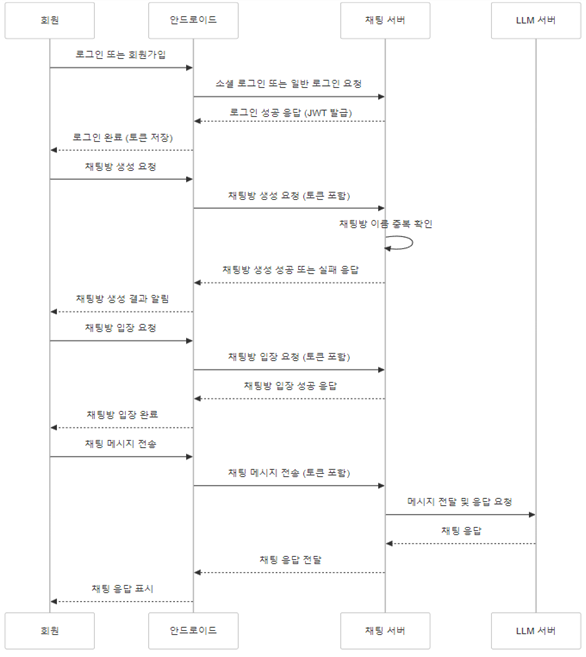 회원
안드로이드
채팅 서버
LLM 서버
로그인 또는 회원가입
소셜 로그인 또는 일반 로그인 요청
로그인 성공 응답 (JWT 발급)
로그인 완료 (토큰 저장)
채팅방 생성 요청
채팅방 생성 요청 (토큰 포함)
채팅방 이름 중복 확인
채팅방 생성 성공 또는 실패 응답
채팅방 생성 결과 알림
채팅방 입장 요청
채팅방 입장 요청 (토큰 포함)
채팅방 입장 성공 응답
채팅방 입장 완료
채팅 메시지 전송
채팅 메시지 전송 (토큰 포함)
메시지 전달 및 응답 요청
채팅 응답
채팅 응답 전달
채팅 응답 표시
회원
안드로이드
채팅 서버
LLM 서버